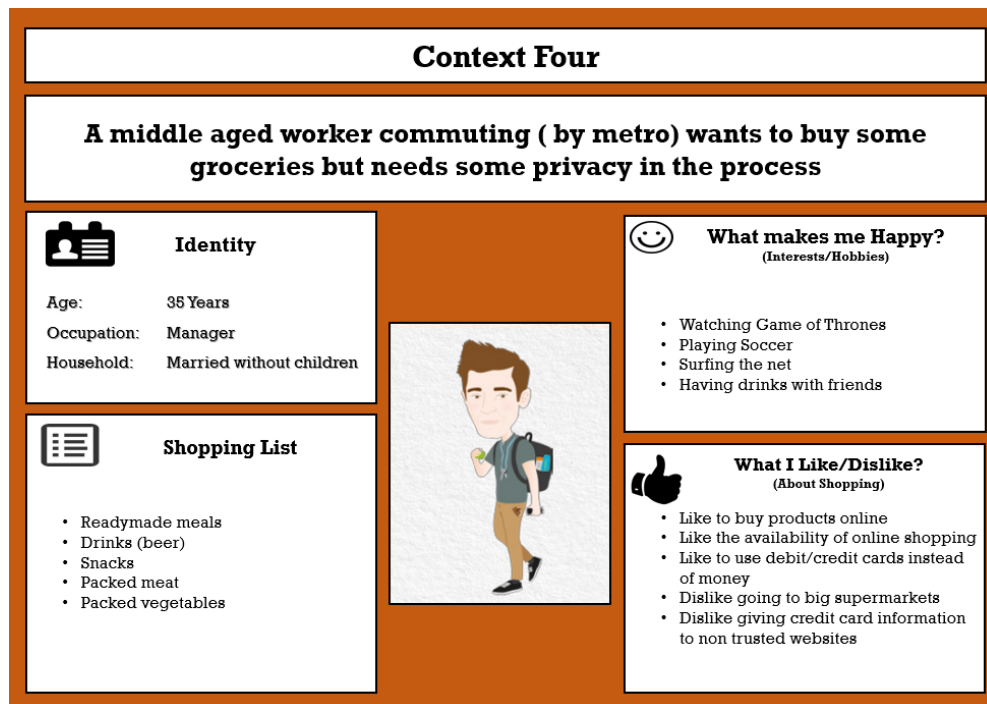 Context Four
A middle aged worker commuting ( by metro) wants to buy some
groceries but needs some privacy in the process
Identity
Age: 35 Years
Occupation: Manager
Household: Married without children
Shopping List
• Readymade meals
• Drinks (beer)
• Snacks
• Packed meat
• Packed vegetables
What makes me Happy?
(Interests/Hobbies)
• Watching Game of Thrones
• Playing Soccer
• Surfing the net
• Having drinks with friends
What I Like/Dislike?
(About Shopping)
• Like to buy products online
• Like the availability of online shopping
• Like to use debit/credit cards instead
of money
• Dislike going to big supermarkets
• Dislike giving credit card information
to non trusted websites